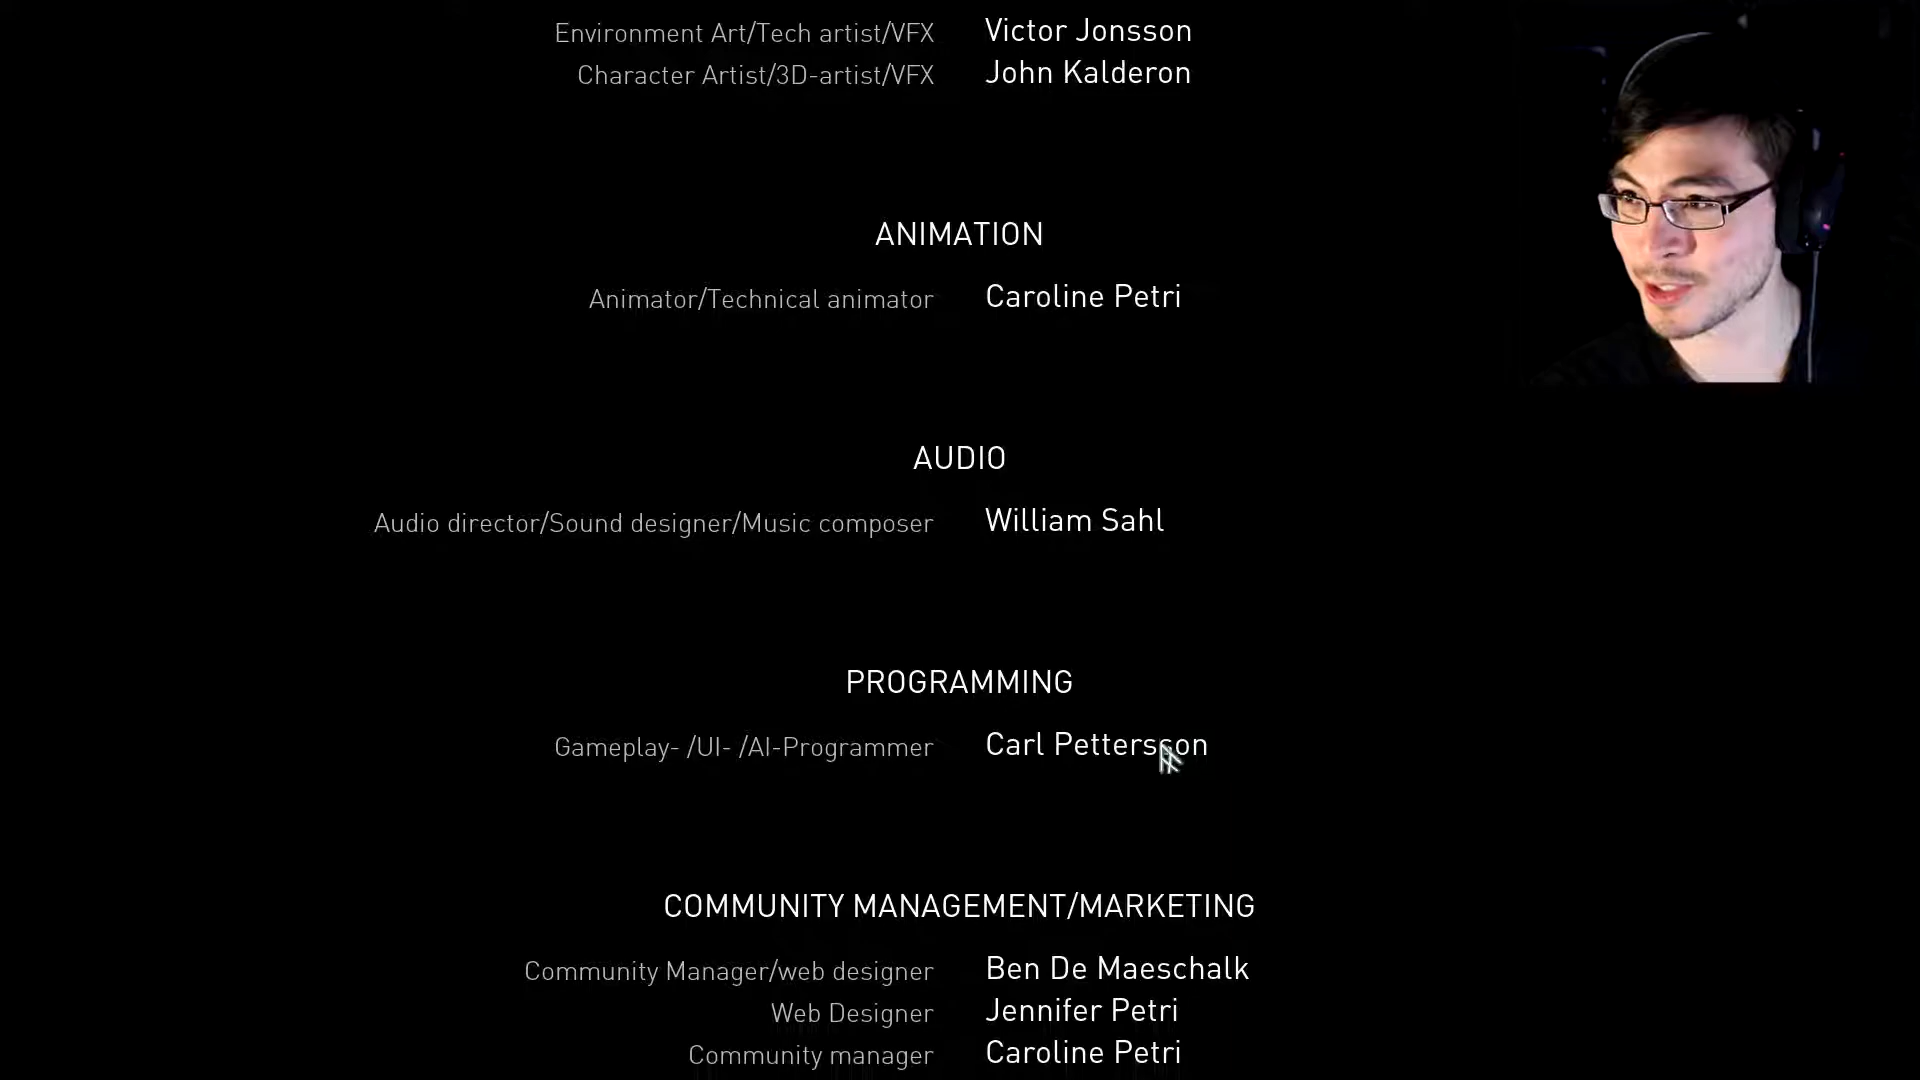 Environment Art/Tech artist/VFX Victor Jonsson
Character Artist/3D-artist/VFX John Kalderon
ANIMATION
Animator/Technical animator Caroline Petri
AUDIO
Audio director/Sound designer/Music composer William Sahl
PROGRAMMING
Gameplay- /UI- /AI-Programmer Carl Pettersson
COMMUNITY MANAGEMENT/MARKETING
Community Manager/web designer Ben De Maeschalk
Web Designer Jennifer Petri
Community manager Caroline Petri